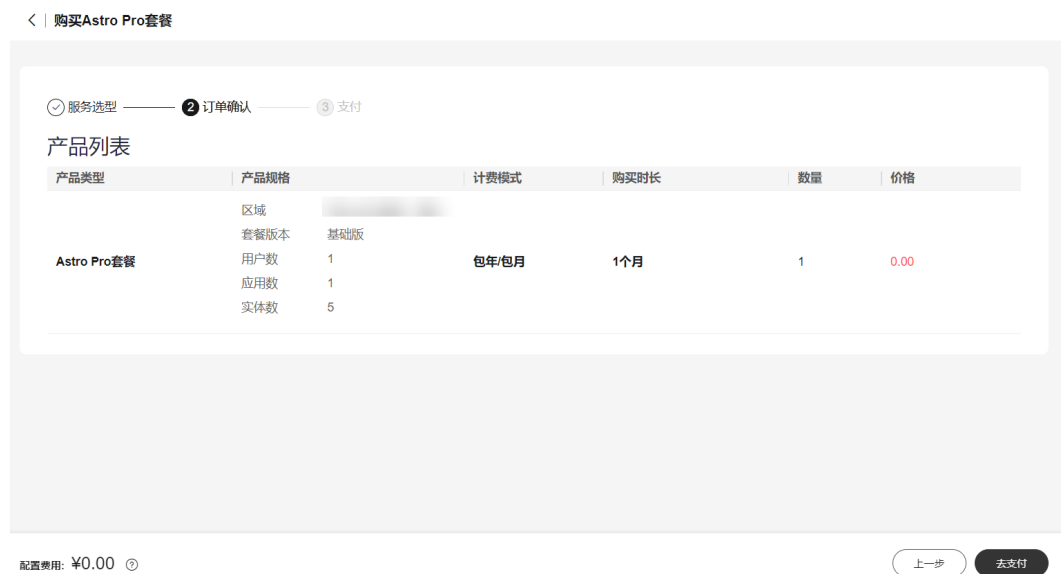 购买Astro Pro套餐
服务选型 2 订单确认 3 支付
产品列表
产品类型 产品规格 计费模式 购买时长 数量 价格
区域
套餐版本 基础版
用户数 1
Astro Pro套餐 包年/包月 1个月 1 0.00
应用数 1
实体数 5
配置费用: ¥0.00 ? 上一步 去支付